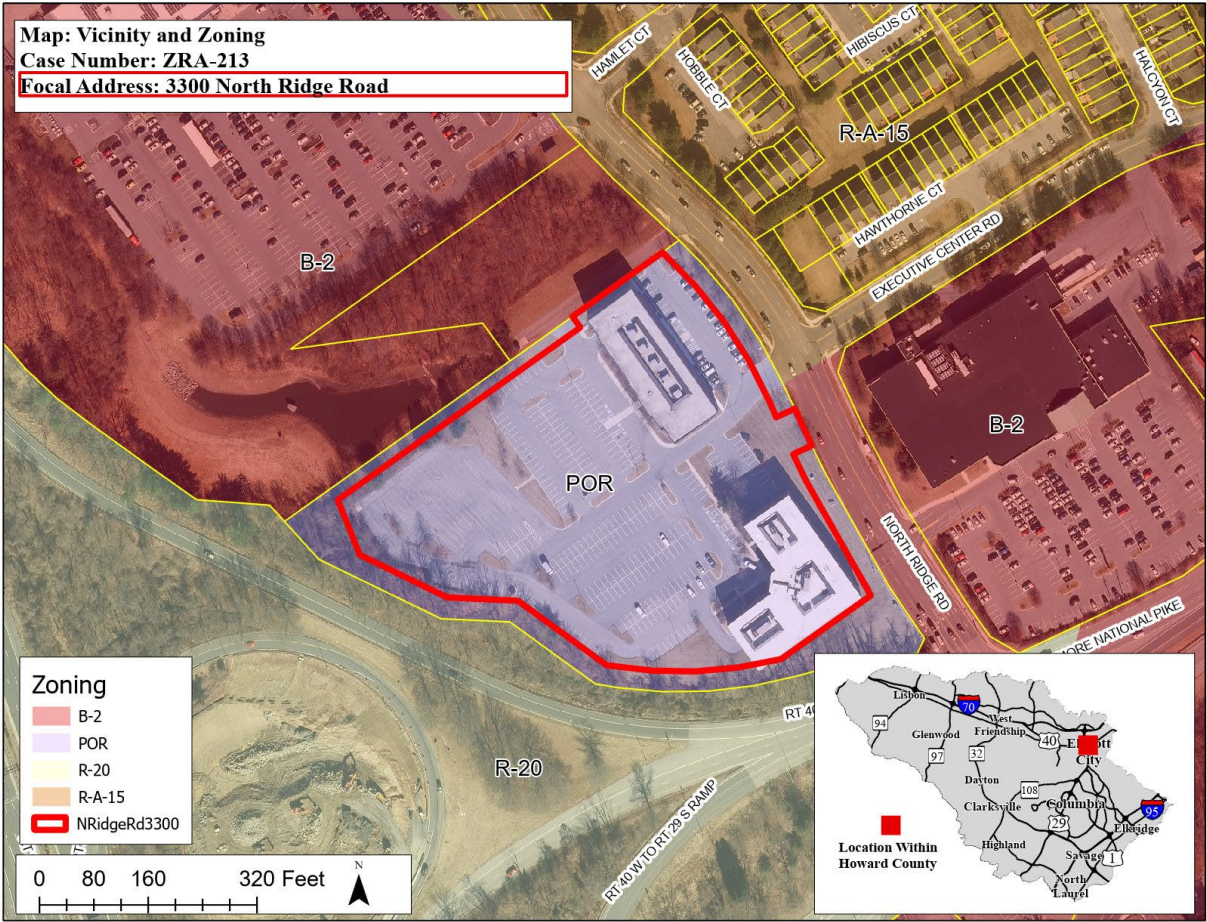 Map: Vicinity and Zoning
Case Number: ZRA-213
Focal Address: 3300 North Ridge Road
HAMLET CT
HOBBLE CT
HIBISCUS CT
HALCYON CT
R-A-15
HAWTHORNE CT
EXECUTIVE CENTER RD
B-2
B-2
POR
NORTH RIDGE RD
ORE NATIONAL PIKE
RT 40
R-20
RT 40 W TO RT 29 S RAMP
Zoning
B-2
POR
R-20
R-A-15
NRidgeRd3300
0 80 160 320 Feet
N
Lisbon
70
West
Friendship
94
Glenwood
40
Ellicott
City
97
32
Dayton
108
Clarksville
Columbia
29
95
Elkridge
Highland
Savage
1
North
Laurel
Location Within
Howard County